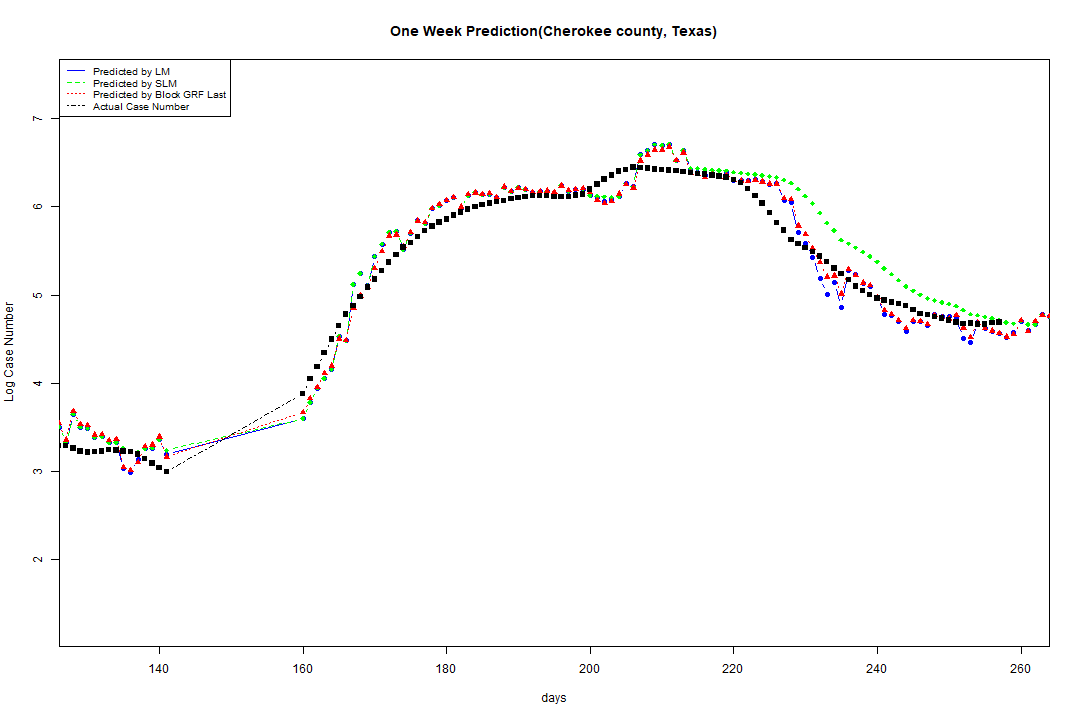 One Week Prediction(Cherokee county, Texas)
Predicted by LM
Predicted by SLM
Predicted by Block GRF Last
Actual Case Number
Log Case Number
7
6
5
4
3
2
140 160 180 200 220 240 260
days